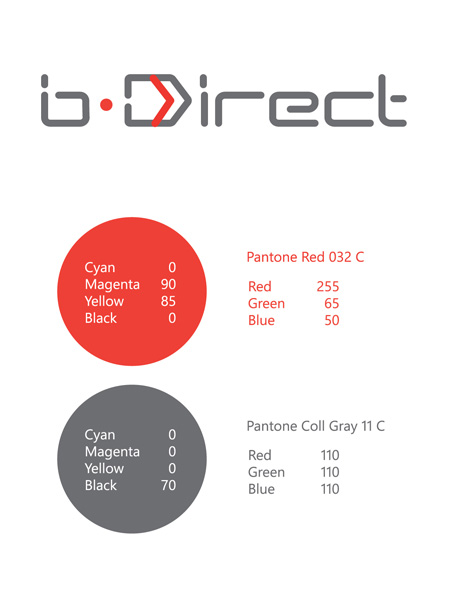 b·Direct
Cyan 0
Magenta 90
Yellow 85
Black 0
Pantone Red 032 C
Red 255
Green 65
Blue 50
Cyan 0
Magenta 0
Yellow 0
Black 70
Pantone Coll Gray 11 C
Red 110
Green 110
Blue 110